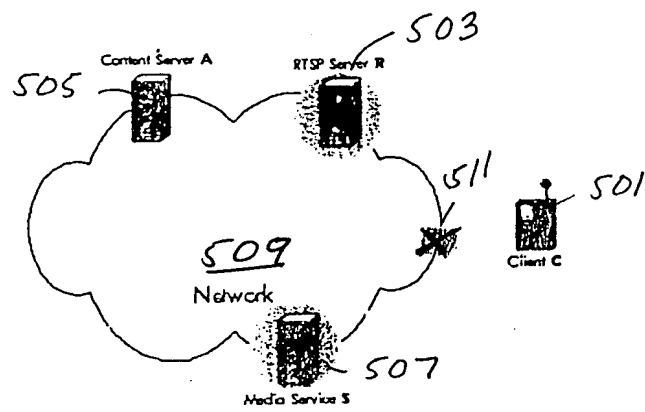 503
Content Server A
RTSP Server R
505
511
501
Client C
509
Network
507
Media Service S